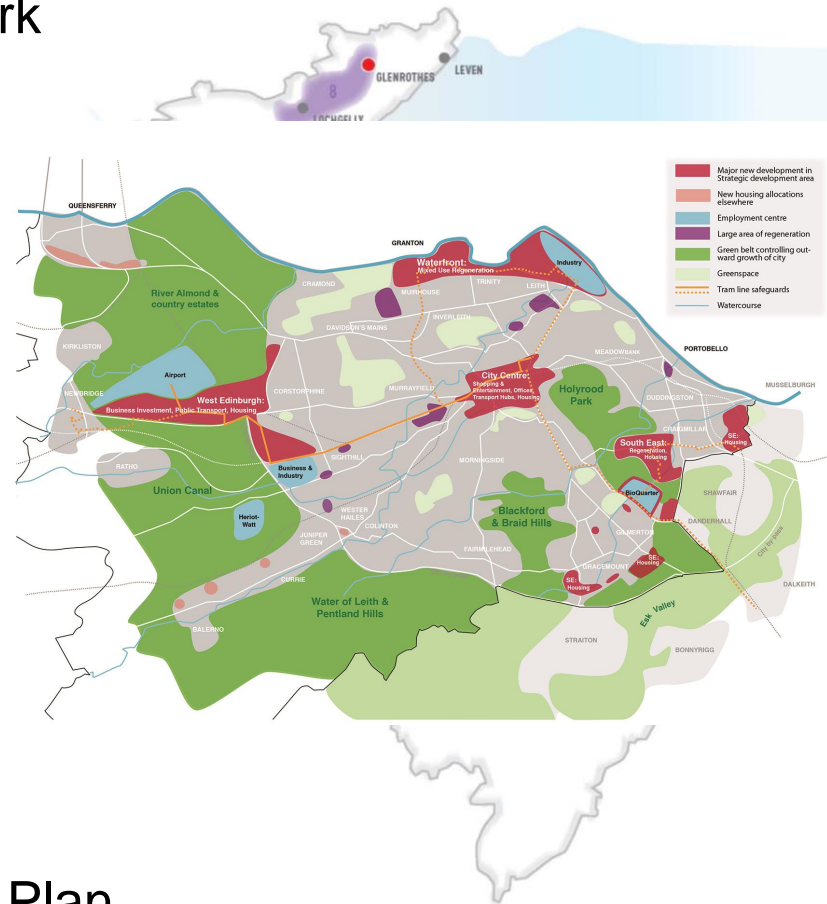 rk
GLENROTHES
LEVEN
8
LOCHGELLY
Major new development in
Strategic development area
New housing allocations
elsewhere
Employment centre
Large area of regeneration
Green belt controlling out-
ward growth of city
Greenspace
Tram line safeguards
Watercourse
QUEENSFERRY
GRANTON
Waterfront:
Mixed Use Regeneration
Industry
CRAMOND
MUIRHOUSE
TRINITY
LEITH
River Almond &
country estates
INVERLEITH
DAVIDSON'S MAINS
KIRKLISTON
MEADOWBANK
PORTOBELLO
Airport
City Centre:
Shopping &
Entertainment, Offices,
Transport Hubs, Housing
MUSSELBURGH
NEWBRIDGE
West Edinburgh:
Business Investment, Public Transport, Housing
CORSTORPHINE
MURRAYFIELD
Holyrood
Park
DUDDINGSTON
CRAIGMILLAR
SE:
Housing
South East:
Regeneration,
Housing
RATHO
SIGHTHILL
MORNINGSIDE
Business &
Industry
Union Canal
BioQuarter
SHAWFAIR
Heriot-
Watt
WESTER
HAILES
Blackford
& Braid Hills
COLINTON
DANDERHALL
JUNIPER
GREEN
GILMERTON
City by-pass
FAIRMILEHEAD
SE:
Housing
GRACEMOUNT
CURRIE
SE:
Housing
DALKEITH
Water of Leith &
Pentland Hills
Esk Valley
BALERNO
STRAITON
BONNYRIGG
Plan